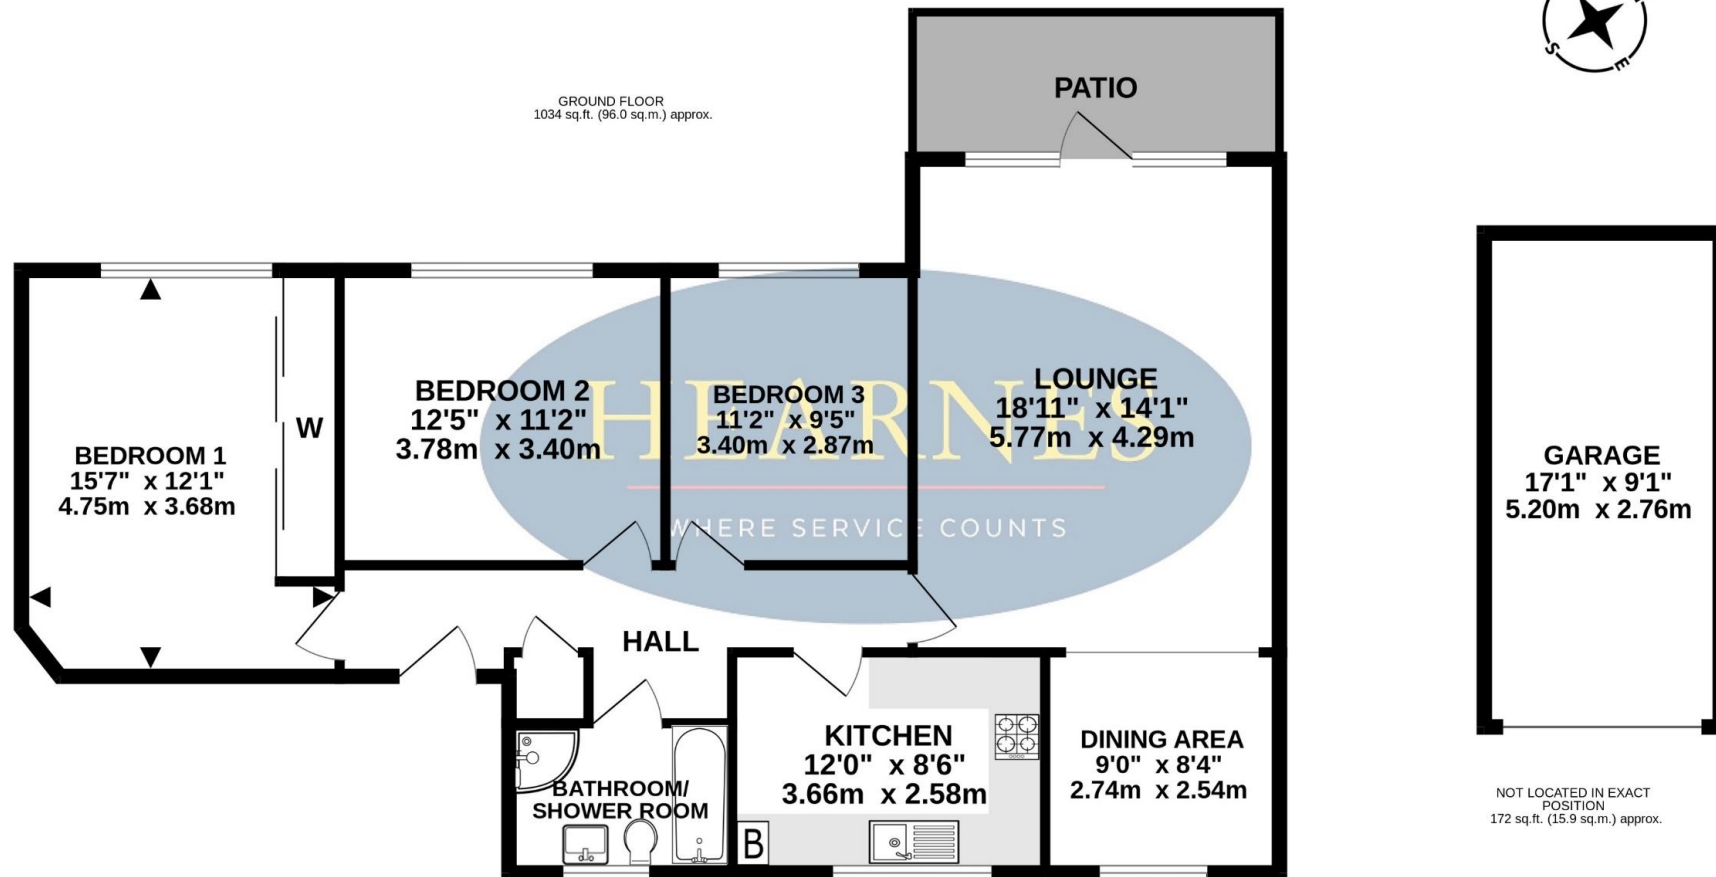 S
E
GROUND FLOOR
1034 sq.ft. (96.0 sq.m.) approx.
PATIO
BEDROOM 1
15'7" x 12'1"
4.75m x 3.68m
W
BEDROOM 2
12'5" x 11'2"
3.78m x 3.40m
BEDROOM 3
11'2" x 9'5"
3.40m x 2.87m
LOUNGE
18'11" x 14'1"
5.77m x 4.29m
HEARNES
WHERE SERVICE COUNTS
GARAGE
17'1" x 9'1"
5.20m x 2.76m
HALL
KITCHEN
12'0" x 8'6"
3.66m x 2.58m
DINING AREA
9'0" x 8'4"
2.74m x 2.54m
BATHROOM/
SHOWER ROOM
B
NOT LOCATED IN EXACT
POSITION
172 sq.ft. (15.9 sq.m.) approx.